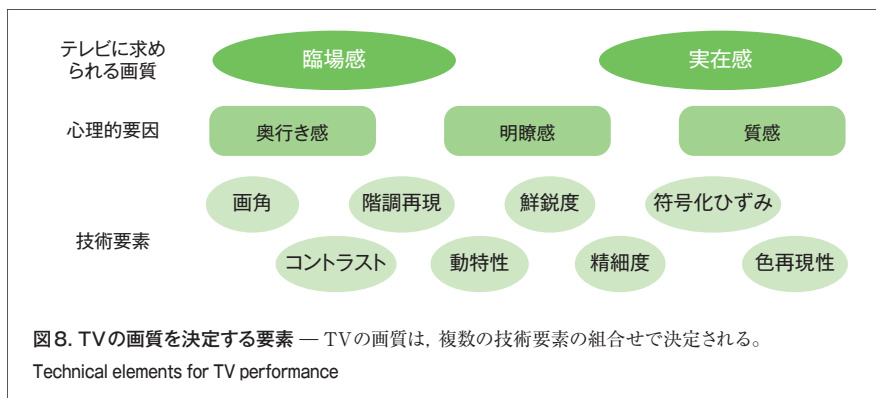 テレビに求め
られる画質
臨場感
実在感
心理的要因
奥行き感
明瞭感
質感
技術要素
画角
階調再現
鮮鋭度
符号化ひずみ
コントラスト
動特性
精細度
色再現性
図8. TVの画質を決定する要素 — TVの画質は，複数の技術要素の組合せで決定される。
Technical elements for TV performance